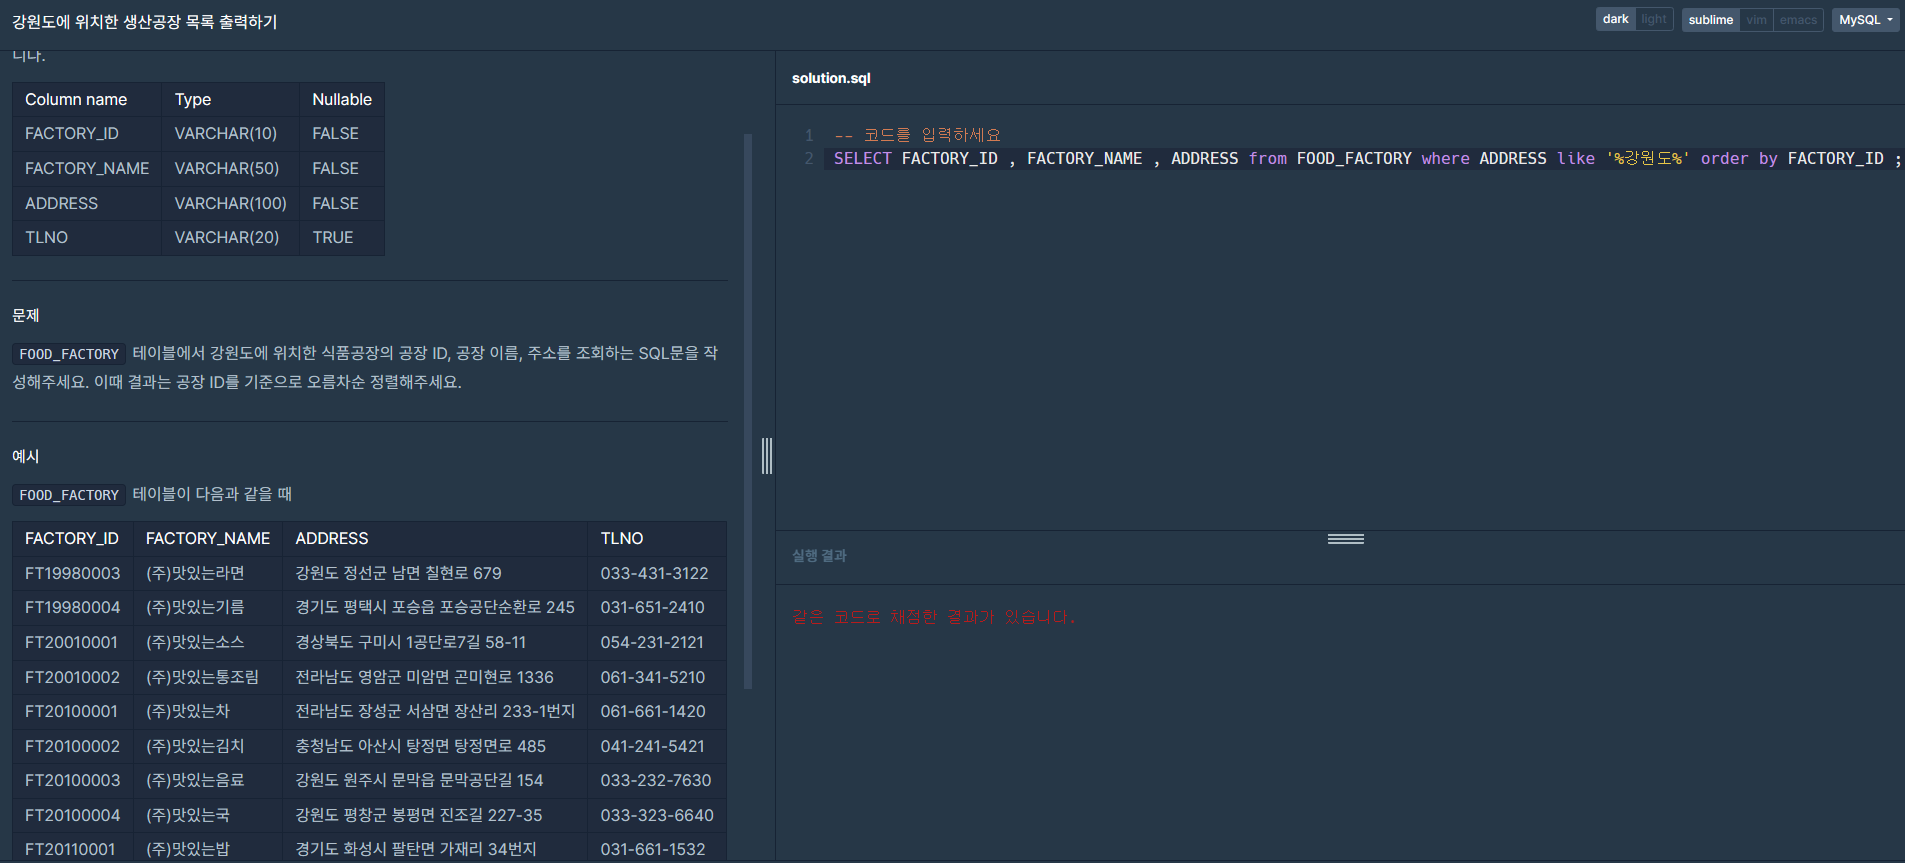 강원도에 위치한 생산공장 목록 출력하기
dark light sublime vim emacs MySQL
니다.
Column name Type Nullable
FACTORY_ID VARCHAR(10) FALSE
FACTORY_NAME VARCHAR(50) FALSE
ADDRESS VARCHAR(100) FALSE
TLNO VARCHAR(20) TRUE
문제
FOOD_FACTORY 테이블에서 강원도에 위치한 식품공장의 공장 ID, 공장 이름, 주소를 조회하는 SQL문을 작
성해주세요. 이때 결과는 공장 ID를 기준으로 오름차순 정렬해주세요.
예시
FOOD_FACTORY 테이블이 다음과 같을 때
FACTORY_ID FACTORY_NAME ADDRESS TLNO
FT19980003 (주)맛있는라면 강원도 정선군 남면 칠현로 679 033-431-3122
FT19980004 (주)맛있는기름 경기도 평택시 포승읍 포승공단순환로 245 031-651-2410
FT20010001 (주)맛있는소스 경상북도 구미시 1공단로7길 58-11 054-231-2121
FT20010002 (주)맛있는통조림 전라남도 영암군 미암면 곤미현로 1336 061-341-5210
FT20100001 (주)맛있는차 전라남도 장성군 서삼면 장산리 233-1번지 061-661-1420
FT20100002 (주)맛있는김치 충청남도 아산시 탕정면 탕정면로 485 041-241-5421
FT20100003 (주)맛있는음료 강원도 원주시 문막읍 문막공단길 154 033-232-7630
FT20100004 (주)맛있는국 강원도 평창군 봉평면 진조길 227-35 033-323-6640
FT20110001 (주)맛있는밥 경기도 화성시 팔탄면 가재리 34번지 031-661-1532
solution.sql
1 -- 코드를 입력하세요
2 SELECT FACTORY_ID , FACTORY_NAME , ADDRESS from FOOD_FACTORY where ADDRESS like '%강원도%' order by FACTORY_ID ;
실행 결과
같은 코드로 채점한 결과가 있습니다.